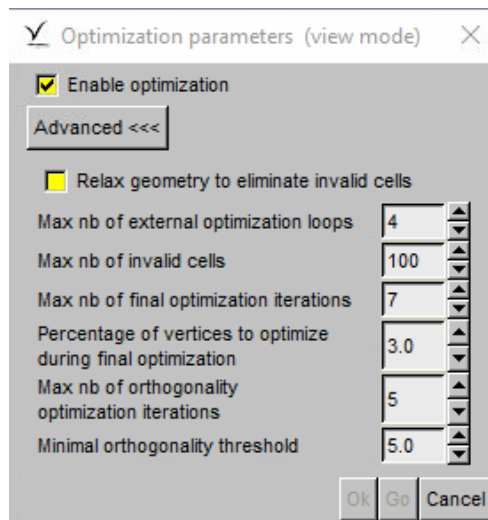 Optimization parameters (view mode)
Enable optimization
Advanced <<<
Relax geometry to eliminate invalid cells
Max nb of external optimization loops 4
Max nb of invalid cells 100
Max nb of final optimization iterations 7
Percentage of vertices to optimize
during final optimization 3.0
Max nb of orthogonality
optimization iterations 5
Minimal orthogonality threshold 5.0
Ok Go Cancel